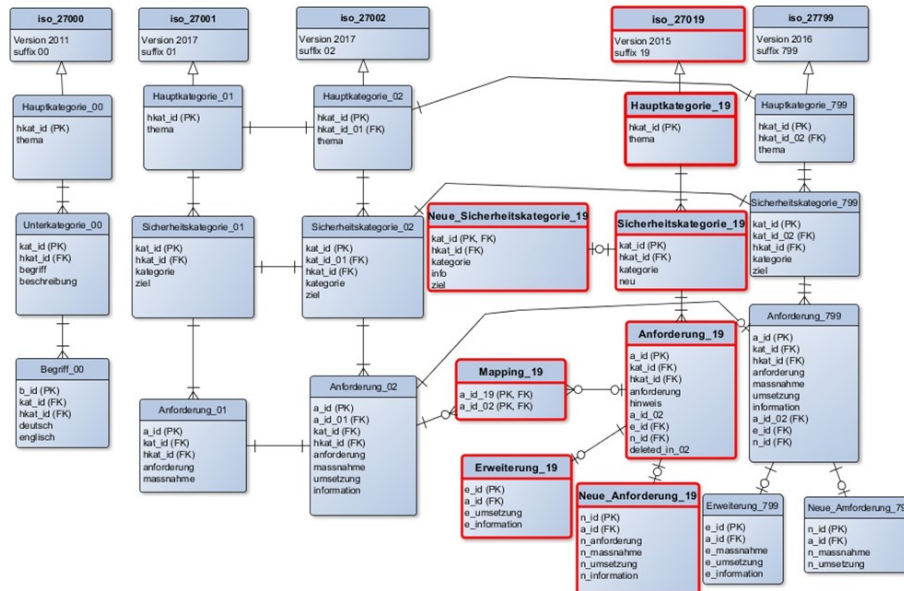 iso_27000
Version 2011
suffix 00
iso_27001
Version 2017
suffix 01
iso_27002
Version 2017
suffix 02
iso_27019
Version 2015
suffix 19
iso_27799
Version 2016
suffix 799
Hauptkategorie_00
hkat_id (PK)
thema
Hauptkategorie_01
hkat_id (PK)
thema
Hauptkategorie_02
hkat_id (PK)
hkat_id_01 (FK)
thema
Hauptkategorie_19
hkat_id (PK)
thema
Hauptkategorie_799
hkat_id (PK)
hkat_id_02 (FK)
thema
Unterkategorie_00
kat_id (PK)
hkat_id (FK)
begriff
beschreibung
Sicherheitskategorie_01
kat_id (PK)
hkat_id (FK)
kategorie
ziel
Sicherheitskategorie_02
kat_id (PK)
kat_id_01 (FK)
hkat_id (FK)
kategorie
ziel
Neue_Sicherheitskategorie_19
kat_id (PK, FK)
hkat_id (FK)
kategorie
info
ziel
Sicherheitskategorie_19
kat_id (PK)
hkat_id (FK)
kategorie
neu
Sicherheitskategorie_799
kat_id (PK)
kat_id_02 (FK)
hkat_id (FK)
kategorie
ziel
Begriff_00
b_id (PK)
kat_id (FK)
hkat_id (FK)
deutsch
englisch
Anforderung_01
a_id (PK)
kat_id (FK)
hkat_id (FK)
anforderung
massnahme
Anforderung_02
a_id (PK)
a_id_01 (FK)
kat_id (FK)
hkat_id (FK)
anforderung
massnahme
umsetzung
information
Mapping_19
a_id_19 (PK, FK)
a_id_02 (PK, FK)
Anforderung_19
a_id (PK)
kat_id (FK)
hkat_id (FK)
anforderung
hinweis
a_id_02
e_id (FK)
n_id (FK)
deleted_in_02
Anforderung_799
a_id (PK)
kat_id (FK)
hkat_id (FK)
anforderung
massnahme
umsetzung
information
a_id_02 (FK)
e_id (FK)
n_id (FK)
Erweiterung_19
e_id (PK)
a_id (FK)
e_umsetzung
e_information
Neue_Anforderung_19
n_id (PK)
a_id (FK)
n_anforderung
n_massnahme
n_umsetzung
n_information
Erweiterung_799
e_id (PK)
a_id (FK)
e_massnahme
e_umsetzung
e_information
Neue_Amforderung_79
n_id (PK)
a_id (FK)
n_massnahme
n_umsetzung